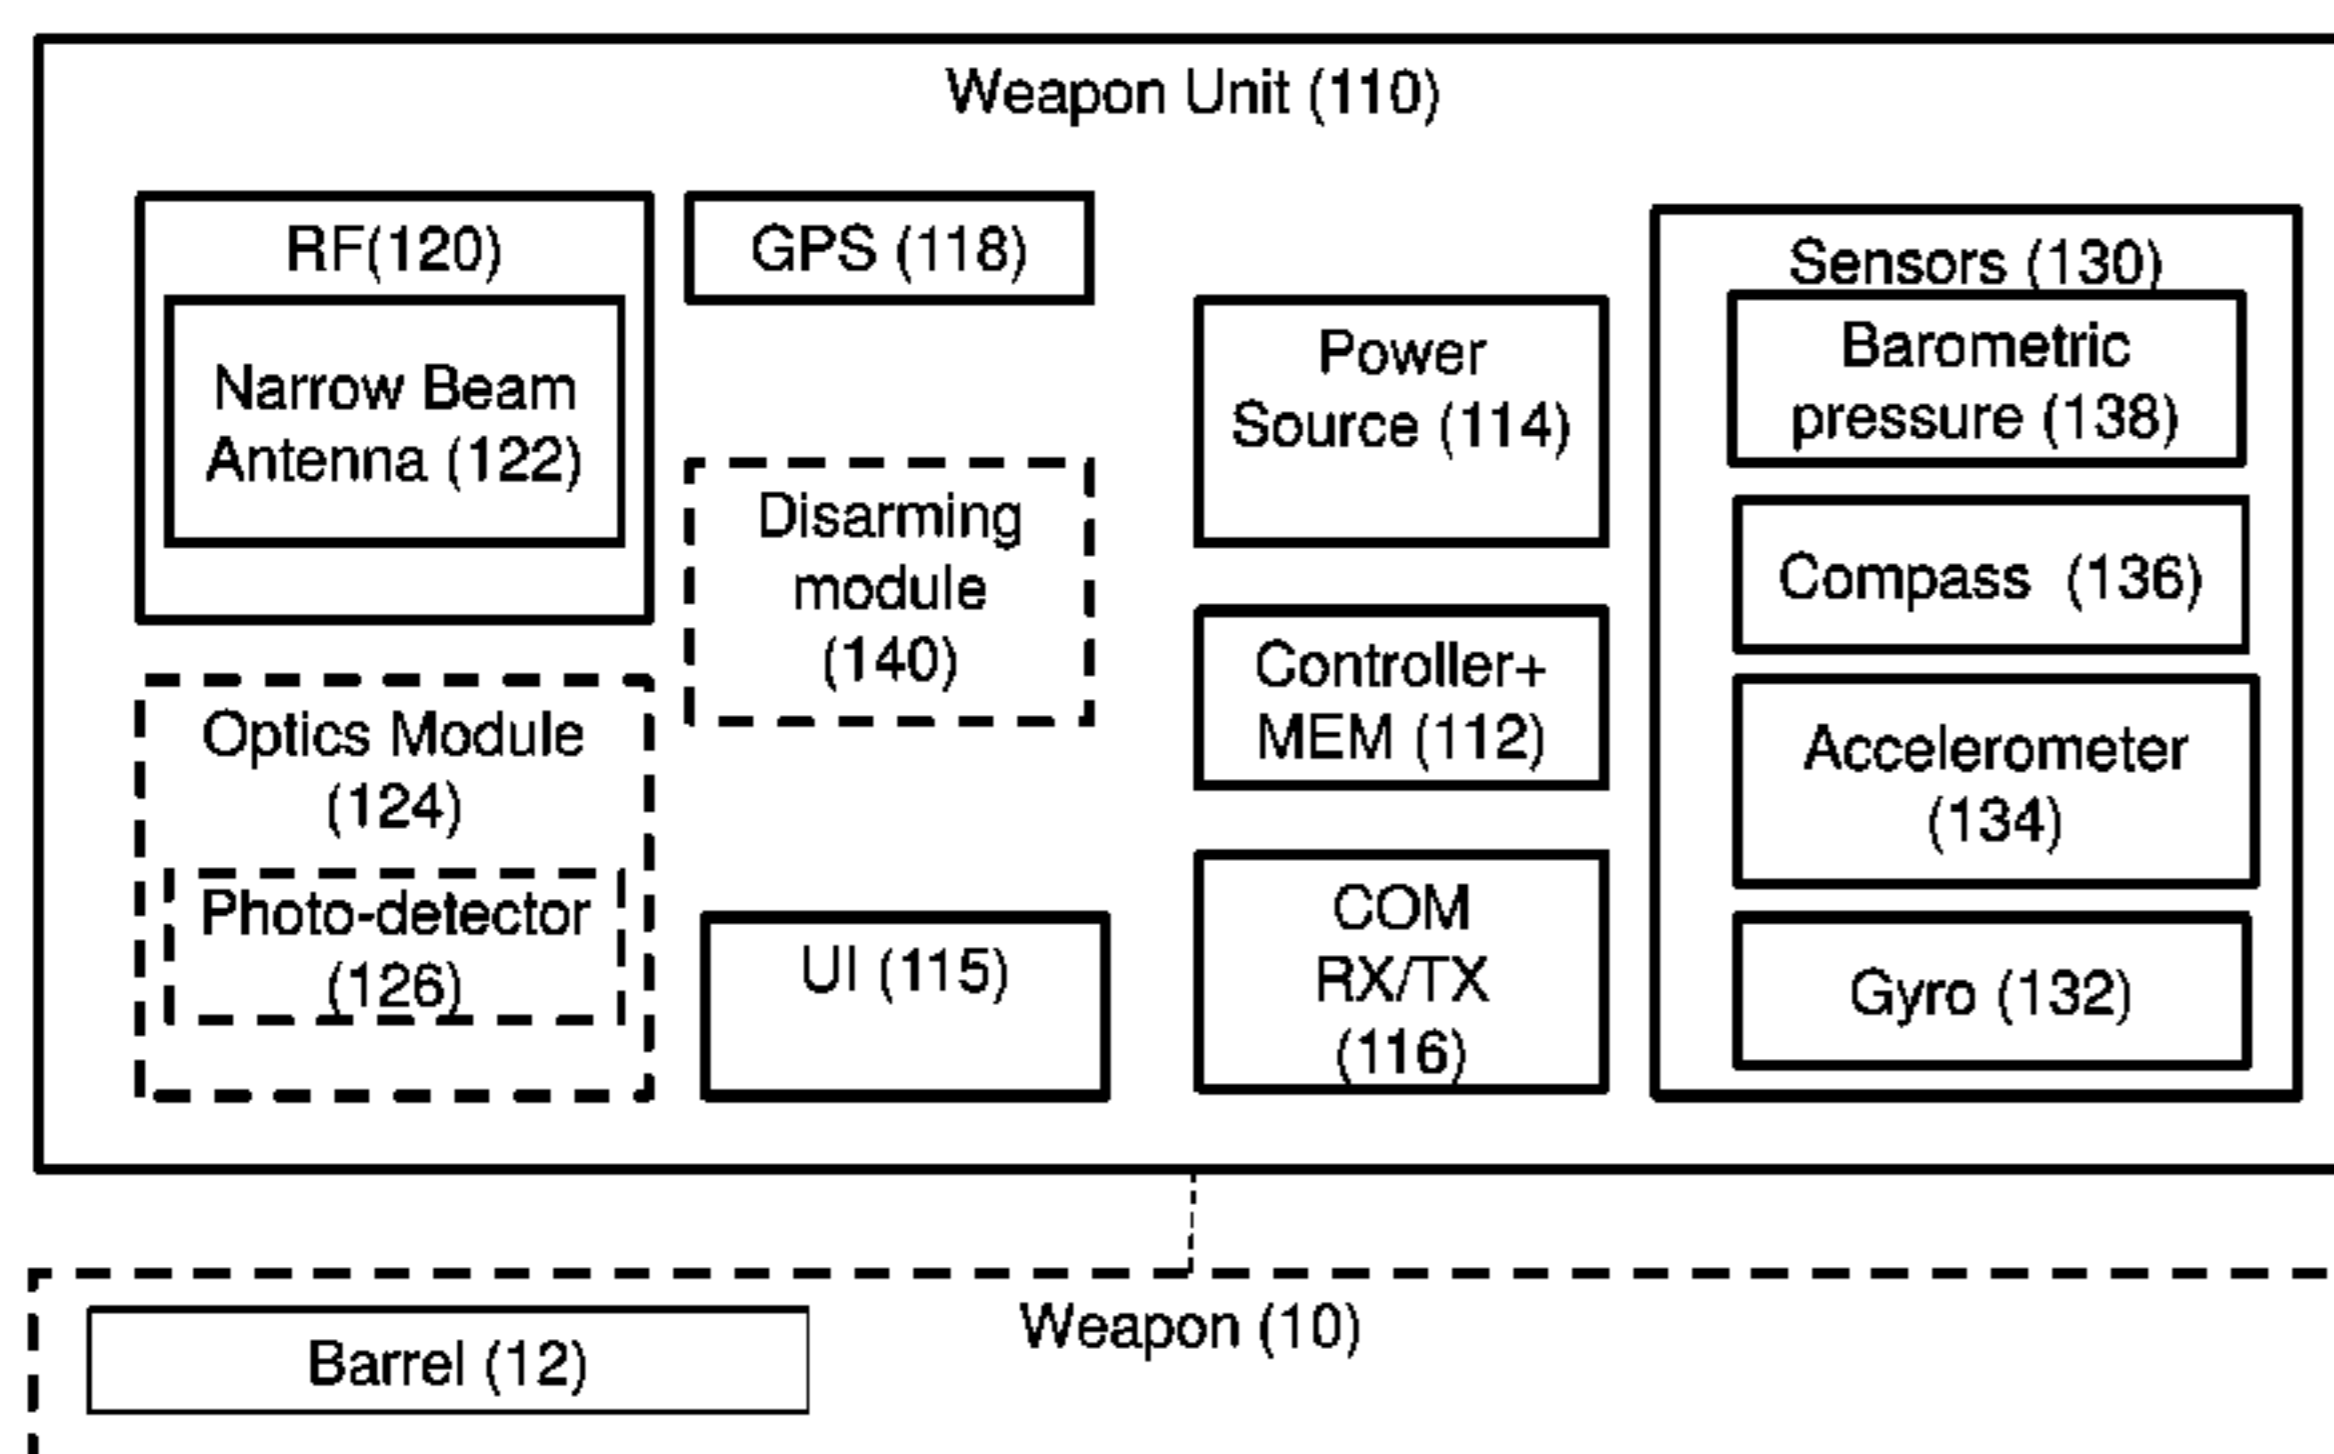 Weapon Unit (110)
RF(120)
Narrow Beam
Antenna (122)
GPS (118)
Disarming
module
(140)
Optics Module
(124)
Photo-detector
(126)
UI (115)
Power
Source (114)
Controller+
MEM (112)
COM
RX/TX
(116)
Sensors (130)
Barometric
pressure (138)
Compass (136)
Accelerometer
(134)
Gyro (132)
Weapon (10)
Barrel (12)